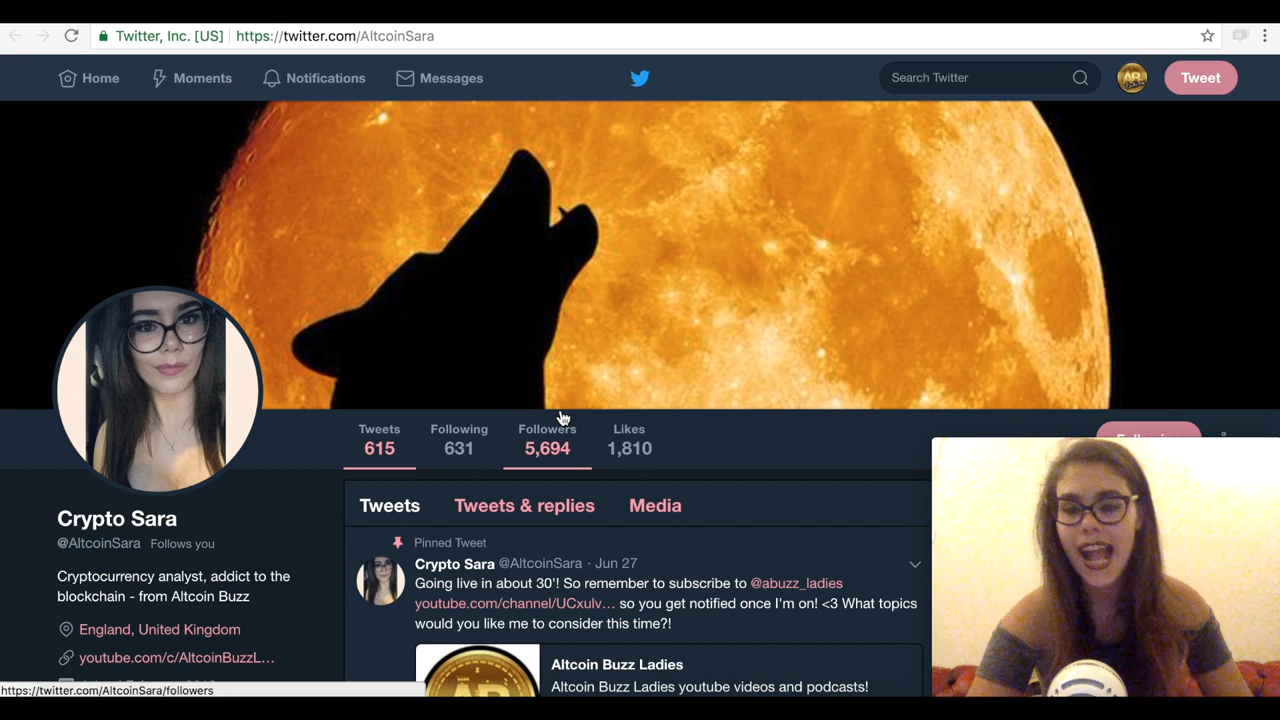 Twitter, Inc. [US] https://twitter.com/AltcoinSara
Home Moments Notifications Messages Search Twitter Tweet
Tweets Following Followers Likes
615 631 5,694 1,810
Tweets Tweets & replies Media
Crypto Sara
@AltcoinSara Follows you
Cryptocurrency analyst, addict to the
blockchain - from Altcoin Buzz
England, United Kingdom
youtube.com/c/AltcoinBuzzL…
Pinned Tweet
Crypto Sara @AltcoinSara · Jun 27
Going live in about 30'! So remember to subscribe to @abuzz_ladies
youtube.com/channel/UCxulv… so you get notified once I'm on! <3 What topics
would you like me to consider this time?!
Altcoin Buzz Ladies
Altcoin Buzz Ladies youtube videos and podcasts!
https://twitter.com/AltcoinSara/followers